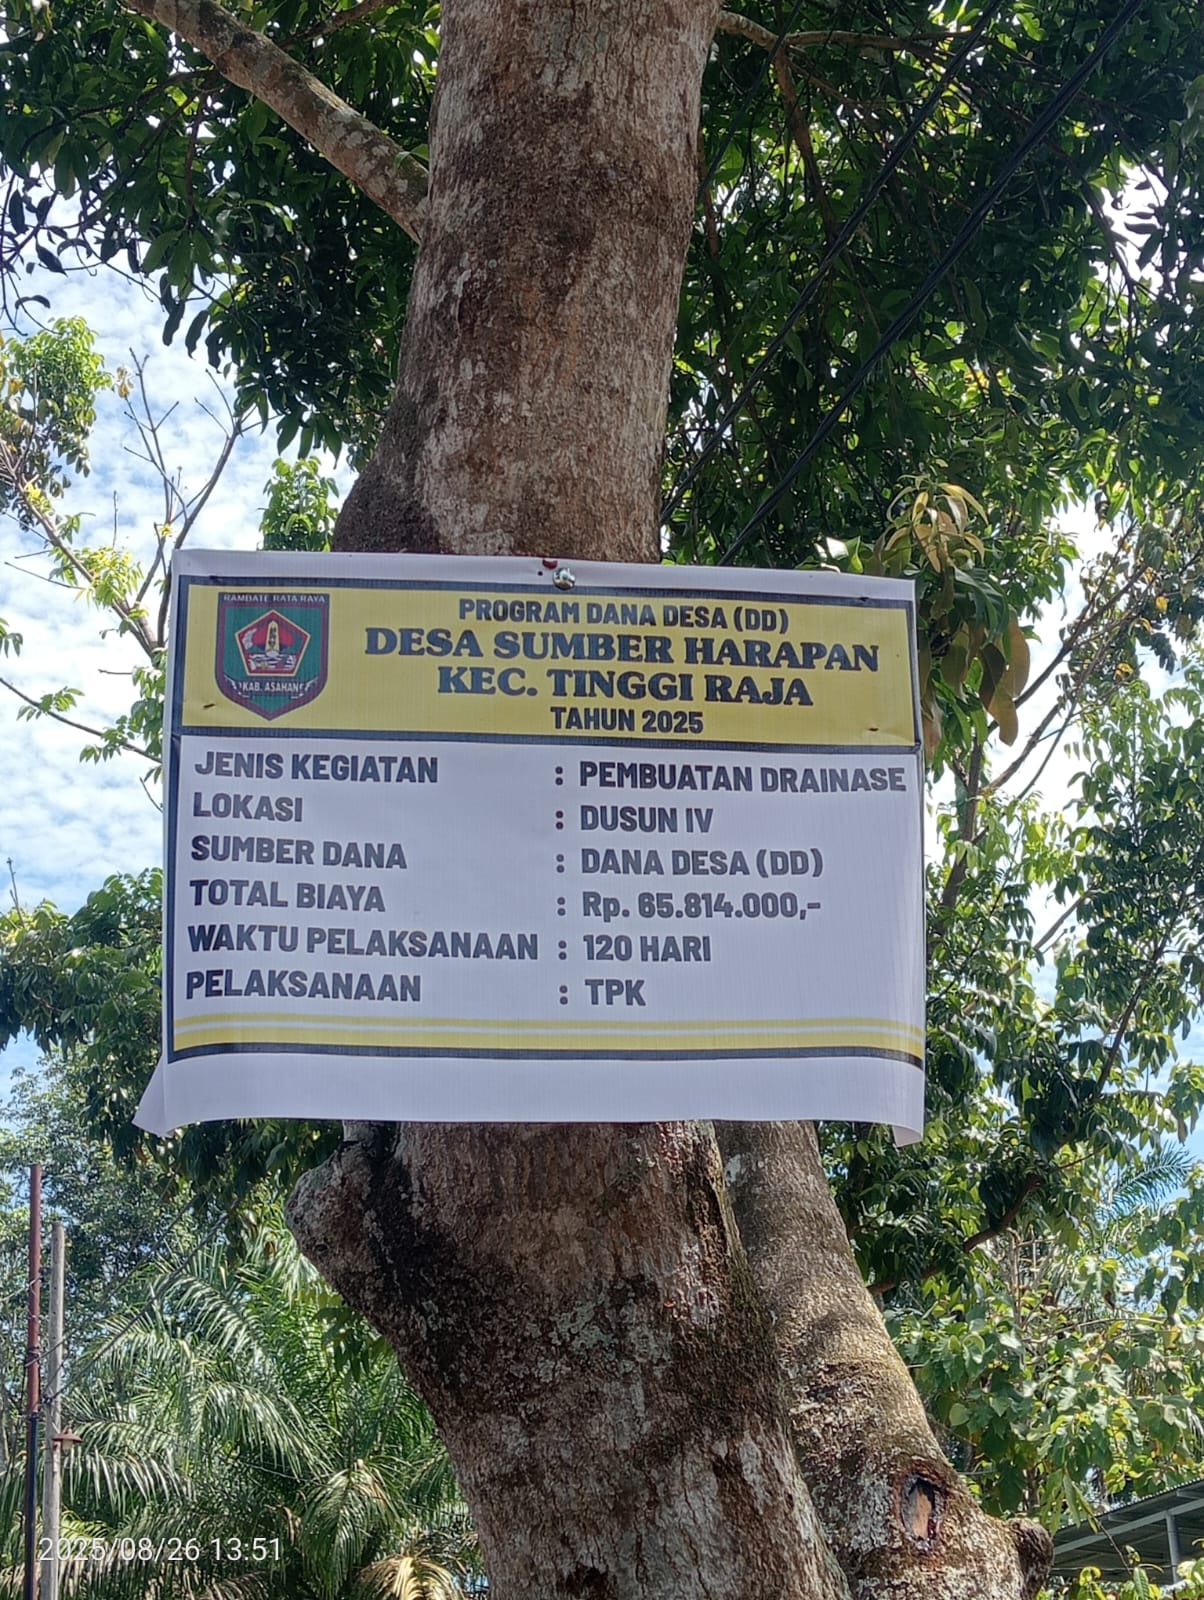 RAMBATE RATA RAYA
KAB. ASAHAN
PROGRAM DANA DESA (DD)
DESA SUMBER HARAPAN
KEC. TINGGI RAJA
TAHUN 2025
JENIS KEGIATAN : PEMBUATAN DRAINASE
LOKASI : DUSUN IV
SUMBER DANA : DANA DESA (DD)
TOTAL BIAYA : Rp. 65.814.000,-
WAKTU PELAKSANAAN : 120 HARI
PELAKSANAAN : TPK
2025/08/26 13:51